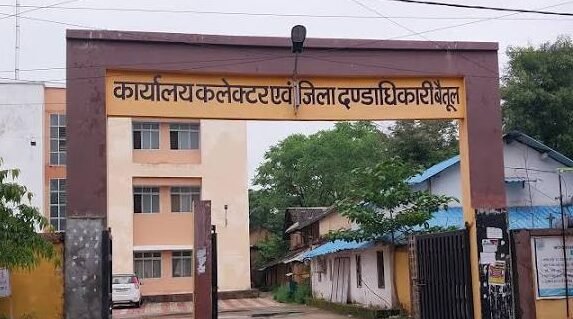 कार्यालय कलेक्टर एवं जिला दण्डाधिकारी बैतूल